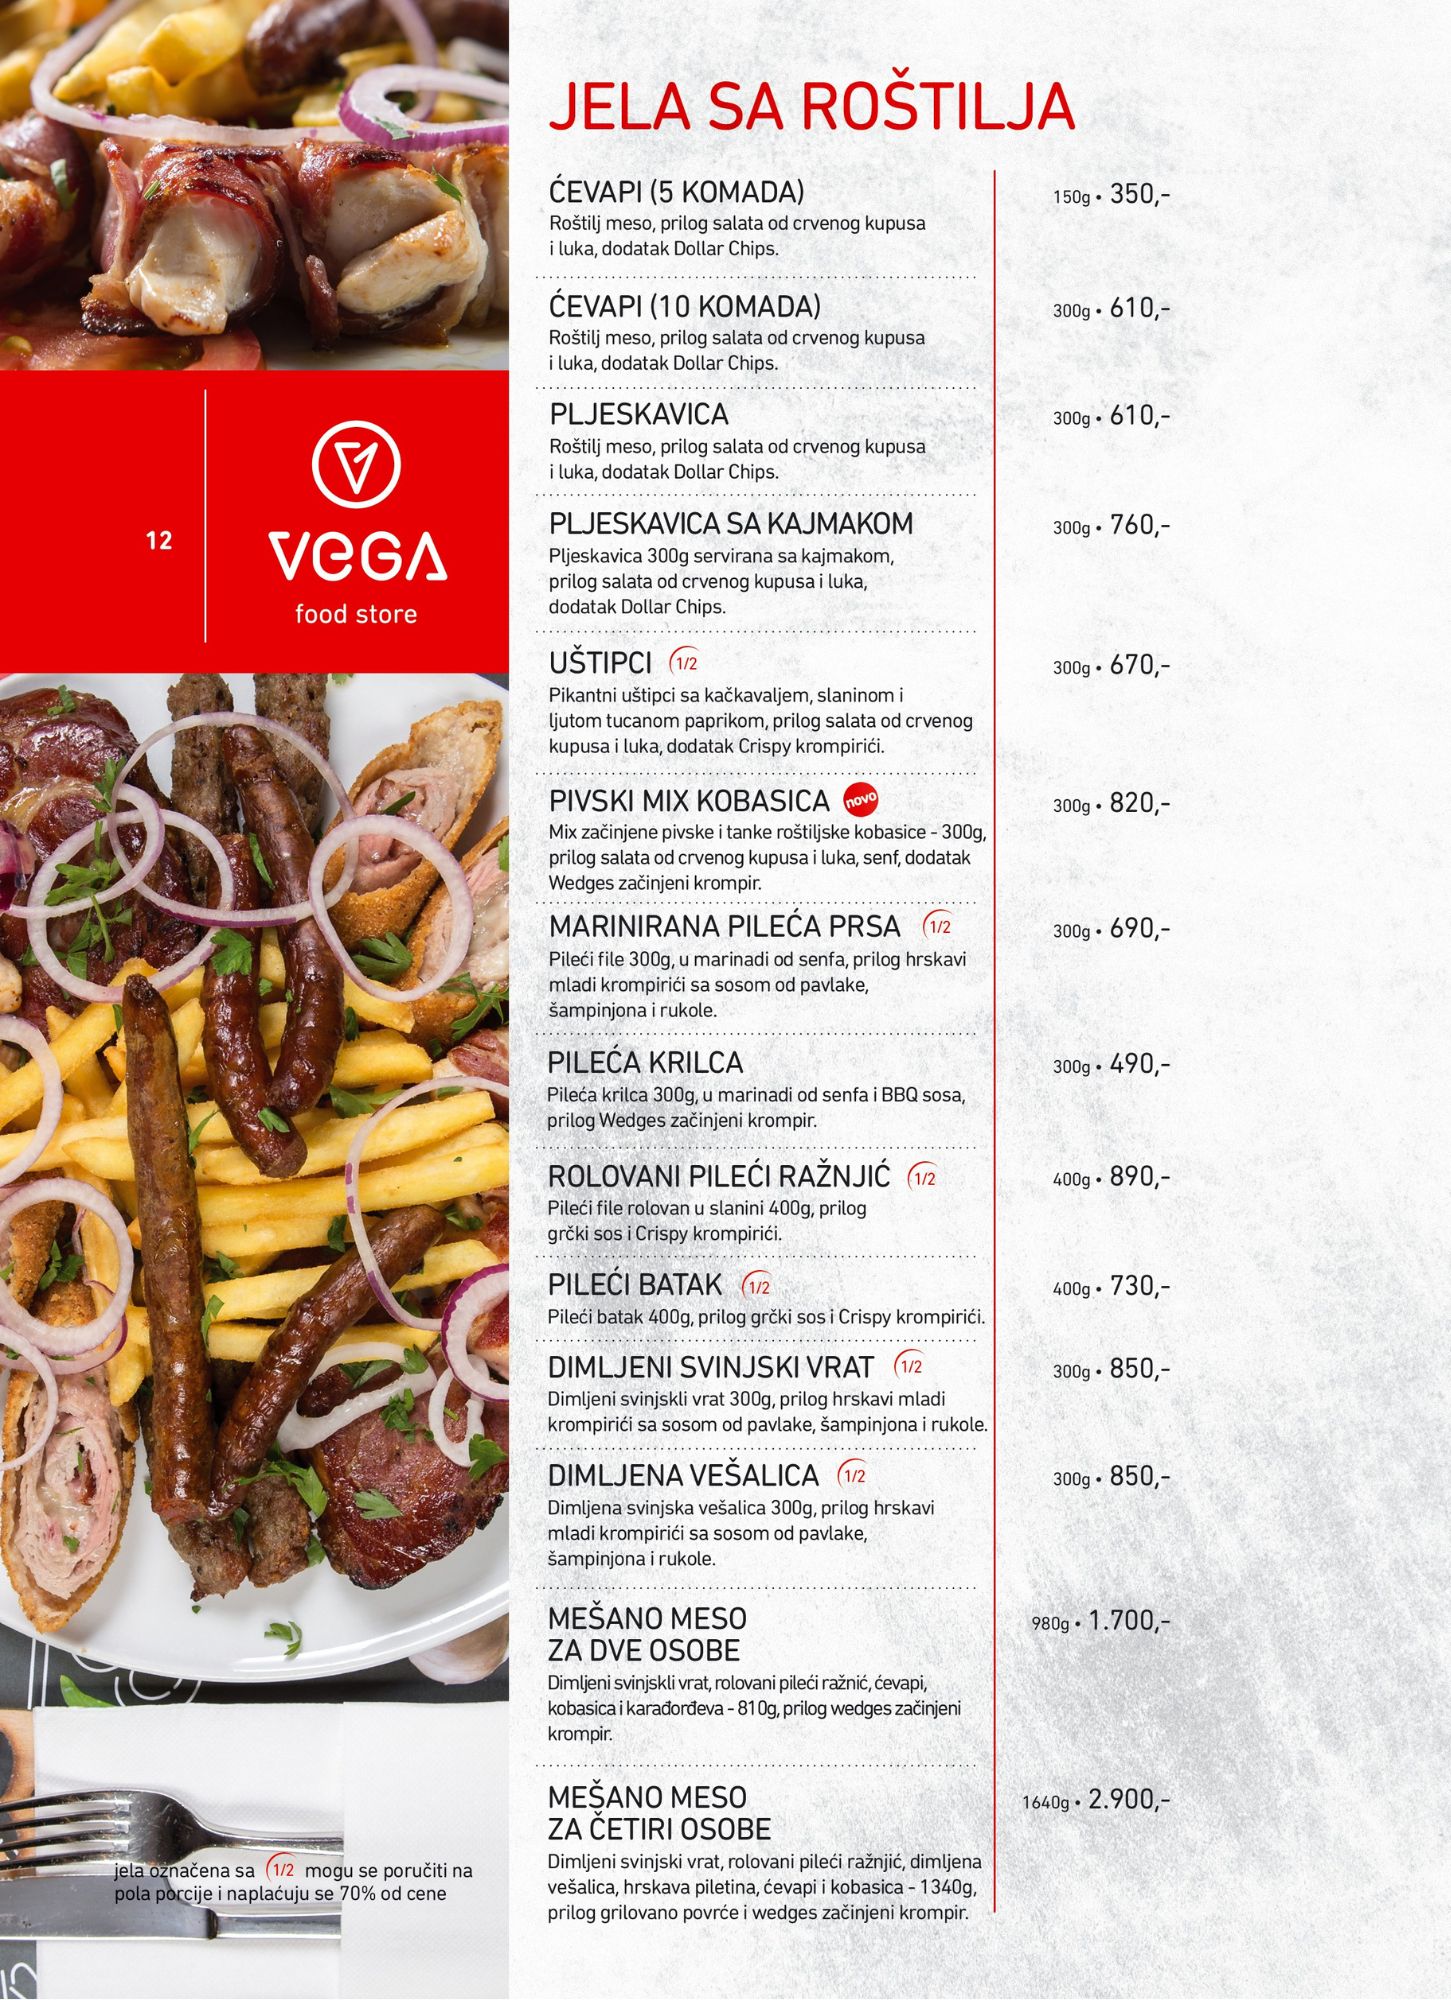 JELA SA ROŠTILJA
ĆEVAPI (5 KOMADA) 150g • 350,-
Roštilj meso, prilog salata od crvenog kupusa
i luka, dodatak Dollar Chips.
ĆEVAPI (10 KOMADA) 300g • 610,-
Roštilj meso, prilog salata od crvenog kupusa
i luka, dodatak Dollar Chips.
PLJESKAVICA 300g • 610,-
Roštilj meso, prilog salata od crvenog kupusa
i luka, dodatak Dollar Chips.
PLJESKAVICA SA KAJMAKOM 300g • 760,-
Pljeskavica 300g servirana sa kajmakom,
prilog salata od crvenog kupusa i luka,
dodatak Dollar Chips.
UŠTIPCI 1/2 300g • 670,-
Pikantni uštipci sa kačkavaljem, slaninom i
ljutom tucanom paprikom, prilog salata od crvenog
kupusa i luka, dodatak Crispy krompirići.
PIVSKI MIX KOBASICA novo 300g • 820,-
Mix začinjene pivske i tanke roštiljske kobasice - 300g,
prilog salata od crvenog kupusa i luka, senf, dodatak
Wedges začinjeni krompir.
MARINIRANA PILEĆA PRSA 1/2 300g • 690,-
Pileći file 300g, u marinadi od senfa, prilog hrskavi
mladi krompirići sa sosom od pavlake,
šampinjona i rukole.
PILEĆA KRILCA 300g • 490,-
Pileća krilca 300g, u marinadi od senfa i BBQ sosa,
prilog Wedges začinjeni krompir.
ROLOVANI PILEĆI RAŽNJIĆ 1/2 400g • 890,-
Pileći file rolovan u slanini 400g, prilog
grčki sos i Crispy krompirići.
PILEĆI BATAK 1/2 400g • 730,-
Pileći batak 400g, prilog grčki sos i Crispy krompirići.
DIMLJENI SVINJSKI VRAT 1/2 300g • 850,-
Dimljeni svinjskli vrat 300g, prilog hrskavi mladi
krompirići sa sosom od pavlake, šampinjona i rukole.
DIMLJENA VEŠALICA 1/2 300g • 850,-
Dimljena svinjska vešalica 300g, prilog hrskavi
mladi krompirići sa sosom od pavlake,
šampinjona i rukole.
MEŠANO MESO 980g • 1.700,-
ZA DVE OSOBE
Dimljeni svinjskli vrat, rolovani pileći ražnić, ćevapi,
kobasica i karađorđeva - 810g, prilog wedges začinjeni
krompir.
MEŠANO MESO 1640g • 2.900,-
ZA ČETIRI OSOBE
Dimljeni svinjski vrat, rolovani pileći ražnjić, dimljena
vešalica, hrskava piletina, ćevapi i kobasica - 1340g,
prilog grilovano povrće i wedges začinjeni krompir.
12
VeGA
food store
jela označena sa 1/2 mogu se poručiti na
pola porcije i naplaćuju se 70% od cene